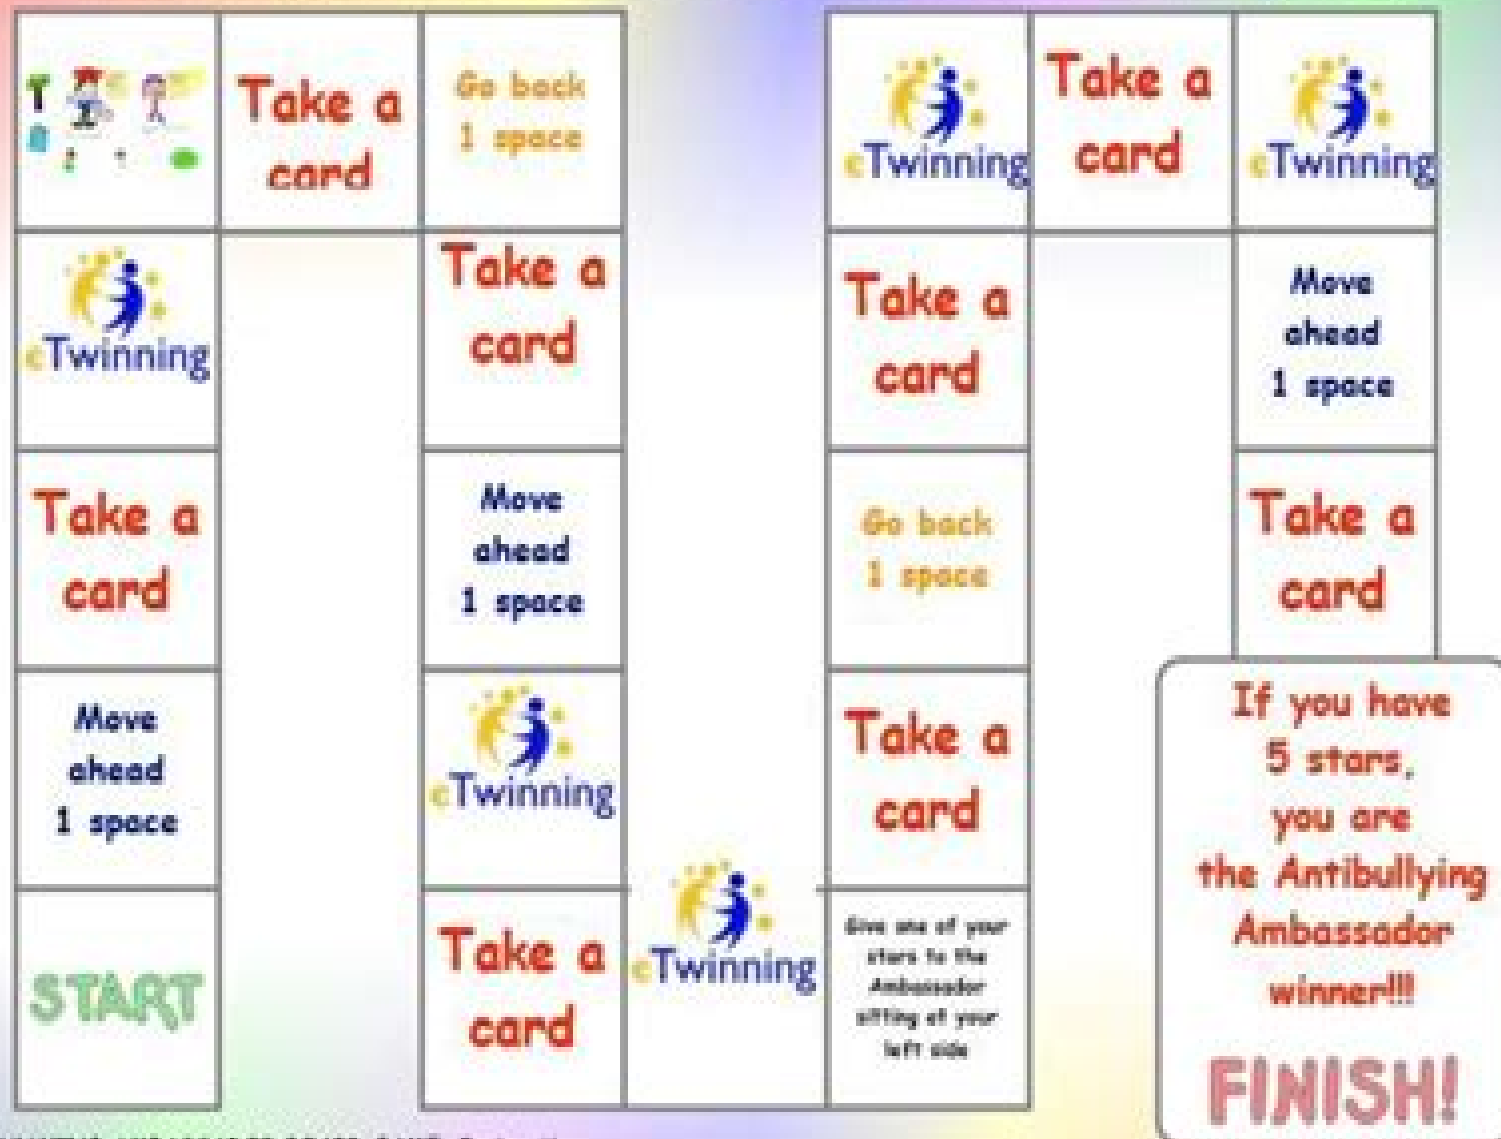 Take a
card
Go back
1 space
eTwinning
Take a
card
eTwinning
eTwinning
Take a
card
Take a
card
Move
ahead
1 space
Take a
card
Move
ahead
1 space
Go back
1 space
Take a
card
Move
ahead
1 space
eTwinning
Take a
card
If you have
5 stars,
you are
the Antibullying
Ambassador
winner!!!
FINISH!
START
Take a
card
eTwinning
Give one of your
stars to the
Ambassador
sitting at your
left side